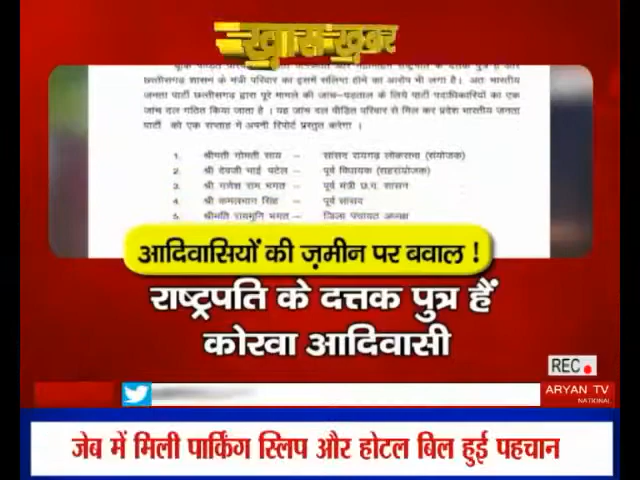 ख़ास ख़बर
छत्तीसगढ़ शासन के मंत्री परिवार का इसमें संलिप्त होने का आरोप भी लगा है। अतः भारतीय
जनता पार्टी छत्तीसगढ़ द्वारा पूरे मामले की जांच-पड़ताल के लिये पार्टी पदाधिकारियों का एक
जांच दल गठित किया जाता है। यह जांच दल पीड़ित परिवार से मिल कर प्रदेश भारतीय जनता
पार्टी को एक सप्ताह में अपनी रिपोर्ट प्रस्तुत करेगा।
1. श्रीमती गोमती साय – सांसद रायगढ़ लोकसभा (संयोजक)
2. श्री देवजी भाई पटेल – पूर्व विधायक (सहसंयोजक)
3. श्री गणेश राम भगत – पूर्व मंत्री छ.ग. शासन
4. श्री कमलभान सिंह – पूर्व सांसद
5. श्रीमति रायमूनि भगत – जिला पंचायत अध्यक्ष
आदिवासियों की ज़मीन पर बवाल !
राष्ट्रपति के दत्तक पुत्र हैं
कोरवा आदिवासी
REC
ARYAN TV
NATIONAL
जेब में मिली पार्किंग स्लिप और होटल बिल हुई पहचान